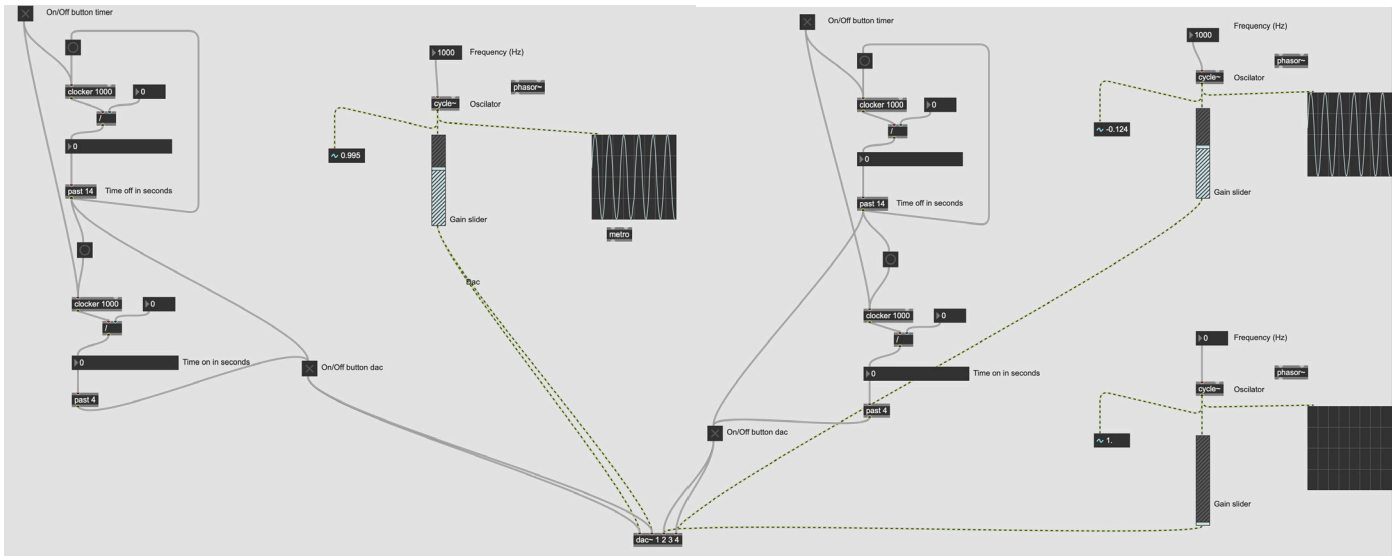 On/Off button timer
clocker 1000
0
/
0
past 14
Time off in seconds
clocker 1000
0
/
0
Time on in seconds
past 4
On/Off button dac
1000
Frequency (Hz)
phasor~
cycle~
Oscilator
0.995
Gain slider
metro
Dac
On/Off button timer
clocker 1000
0
/
0
past 14
Time off in seconds
clocker 1000
0
/
0
Time on in seconds
past 4
On/Off button dac
Frequency (Hz)
1000
phasor~
cycle~
Oscilator
-0.124
Gain slider
0
Frequency (Hz)
phasor~
cycle~
Oscilator
1.
Gain slider
dac~ 1 2 3 4